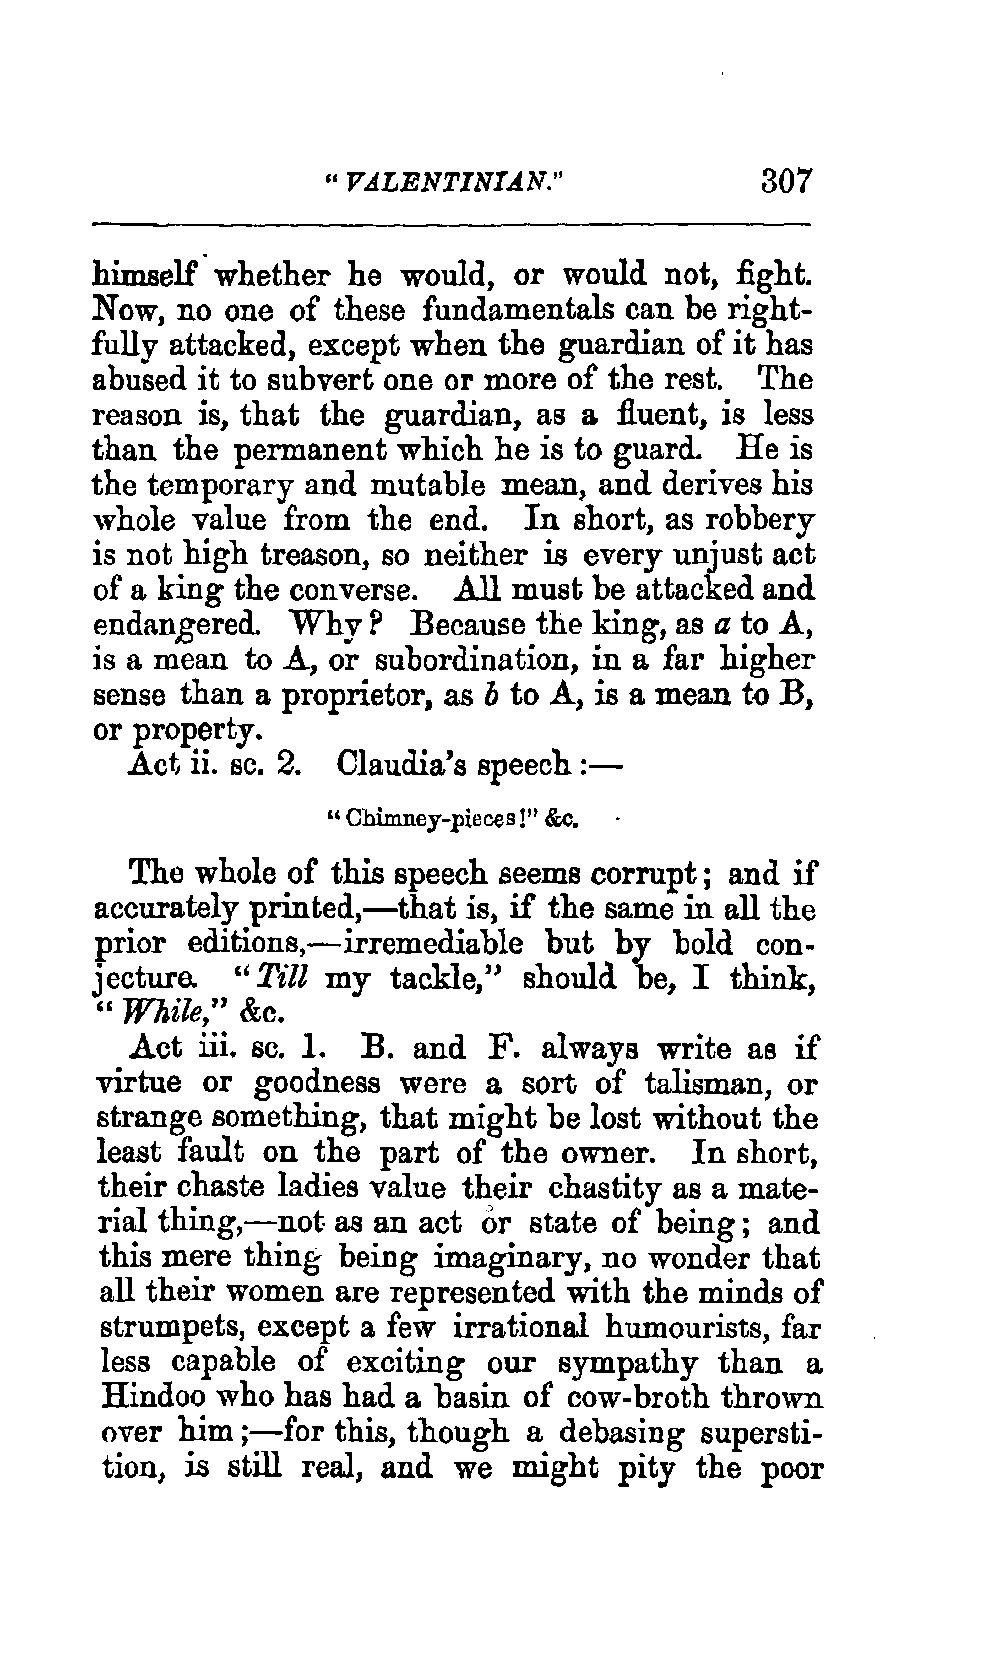 "VALENTINIAN." 307
himself whether he would, or would not, fight.
Now, no one of these fundamentals can be right-
fully attacked, except when the guardian of it has
abused it to subvert one or more of the rest. The
reason is, that the guardian, as a fluent, is less
than the permanent which he is to guard. He is
the temporary and mutable mean, and derives his
whole value from the end. In short, as robbery
is not high treason, so neither is every unjust act
of a king the converse. All must be attacked and
endangered. Why? Because the king, as a to A,
is a mean to A, or subordination, in a far higher
sense than a proprietor, as b to A, is a mean to B,
or property.
Act ii. sc. 2. Claudia's speech:—
"Chimney-pieces!" &c.
The whole of this speech seems corrupt; and if
accurately printed,—that is, if the same in all the
prior editions,—irremediable but by bold con-
jecture. "Till my tackle," should be, I think,
"While," &c.
Act iii. sc. 1. B. and F. always write as if
virtue or goodness were a sort of talisman, or
strange something, that might be lost without the
least fault on the part of the owner. In short,
their chaste ladies value their chastity as a mate-
rial thing,—not as an act or state of being; and
this mere thing being imaginary, no wonder that
all their women are represented with the minds of
strumpets, except a few irrational humourists, far
less capable of exciting our sympathy than a
Hindoo who has had a basin of cow-broth thrown
over him;—for this, though a debasing supersti-
tion, is still real, and we might pity the poor